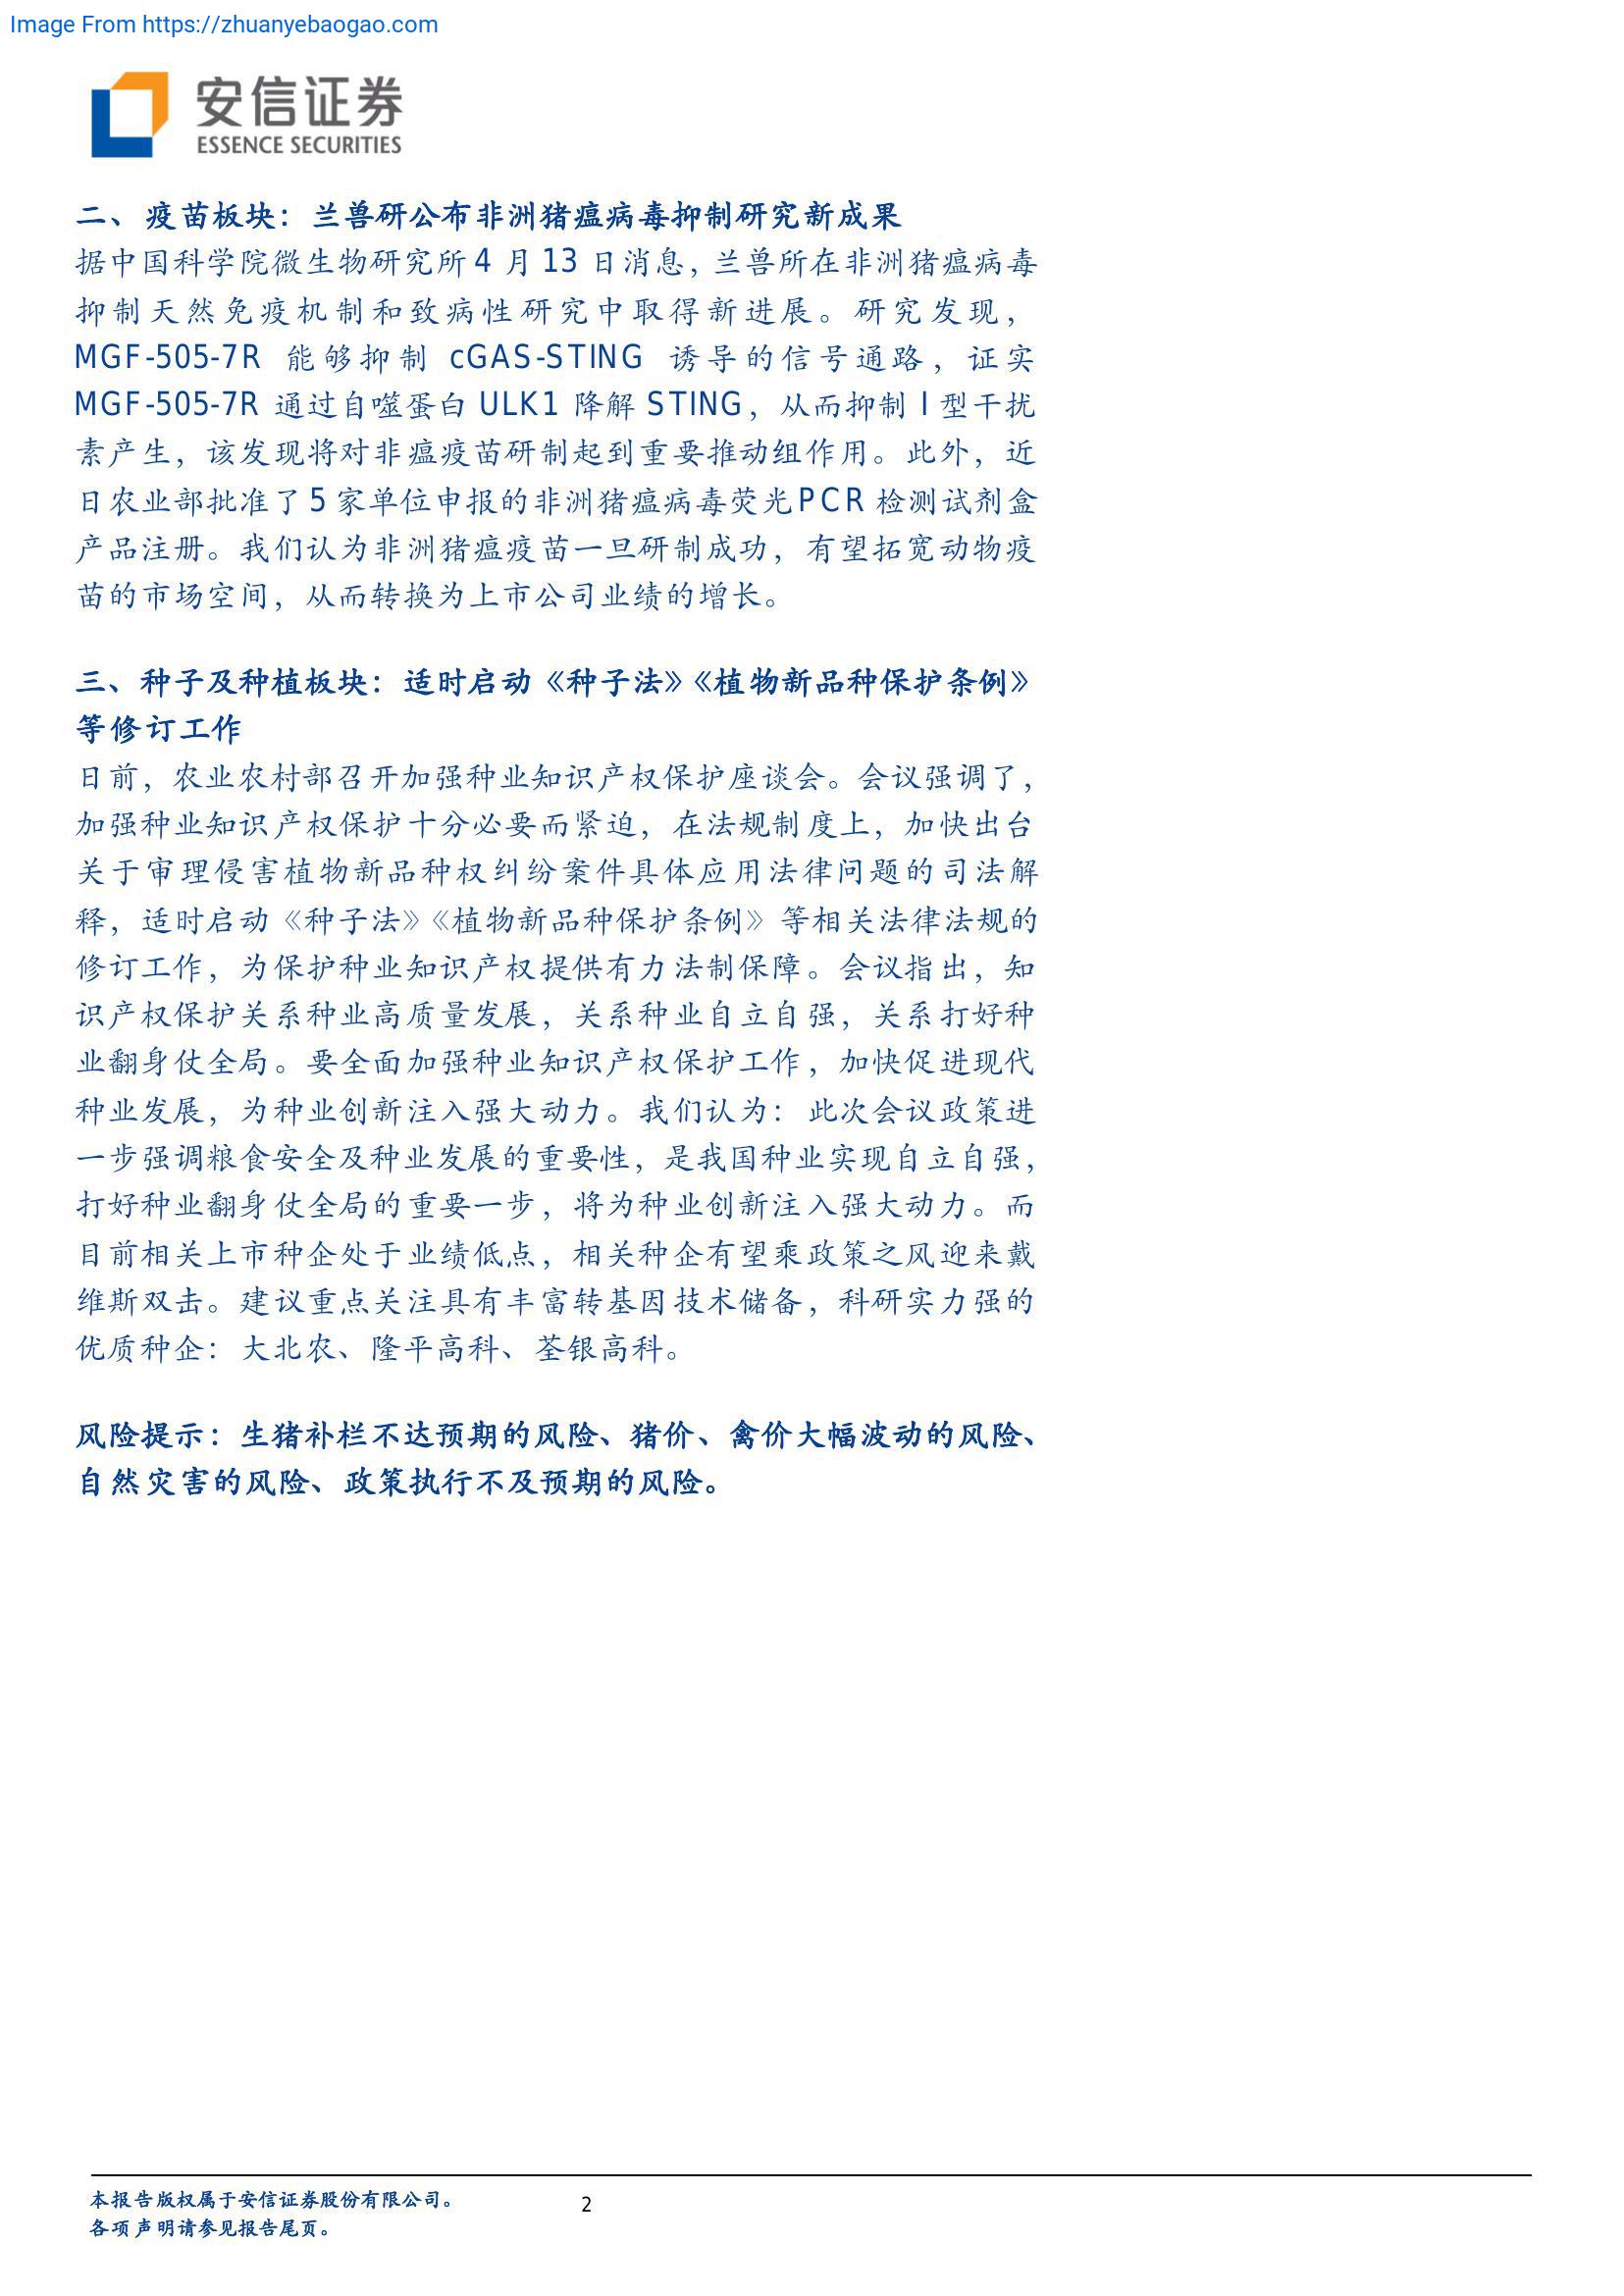 Image From https://zhuanyebaogao.com
安信证券
ESSENCE SECURITIES
二、疫苗板块：兰兽研公布非洲猪瘟病毒抑制研究新成果
据中国科学院微生物研究所 4 月 13 日消息，兰兽所在非洲猪瘟病毒
抑制天然免疫机制和致病性研究中取得新进展。研究发现，
MGF-505-7R 能够抑制 cGAS-STING 诱导的信号通路，证实
MGF-505-7R 通过自噬蛋白 ULK1 降解 STING，从而抑制 I 型干扰
素产生，该发现将对非瘟疫苗研制起到重要推动组作用。此外，近
日农业部批准了 5 家单位申报的非洲猪瘟病毒荧光 PCR 检测试剂盒
产品注册。我们认为非洲猪瘟疫苗一旦研制成功，有望拓宽动物疫
苗的市场空间，从而转换为上市公司业绩的增长。
三、种子及种植板块：适时启动《种子法》《植物新品种保护条例》
等修订工作
日前，农业农村部召开加强种业知识产权保护座谈会。会议强调了，
加强种业知识产权保护十分必要而紧迫，在法规制度上，加快出台
关于审理侵害植物新品种权纠纷案件具体应用法律问题的司法解
释，适时启动《种子法》《植物新品种保护条例》等相关法律法规的
修订工作，为保护种业知识产权提供有力法制保障。会议指出，知
识产权保护关系种业高质量发展，关系种业自立自强，关系打好种
业翻身仗全局。要全面加强种业知识产权保护工作，加快促进现代
种业发展，为种业创新注入强大动力。我们认为：此次会议政策进
一步强调粮食安全及种业发展的重要性，是我国种业实现自立自强，
打好种业翻身仗全局的重要一步，将为种业创新注入强大动力。而
目前相关上市种企处于业绩低点，相关种企有望乘政策之风迎来戴
维斯双击。建议重点关注具有丰富转基因技术储备，科研实力强的
优质种企：大北农、隆平高科、荃银高科。
风险提示：生猪补栏不达预期的风险、猪价、禽价大幅波动的风险、
自然灾害的风险、政策执行不及预期的风险。
本报告版权属于安信证券股份有限公司。
2
各项声明请参见报告尾页。